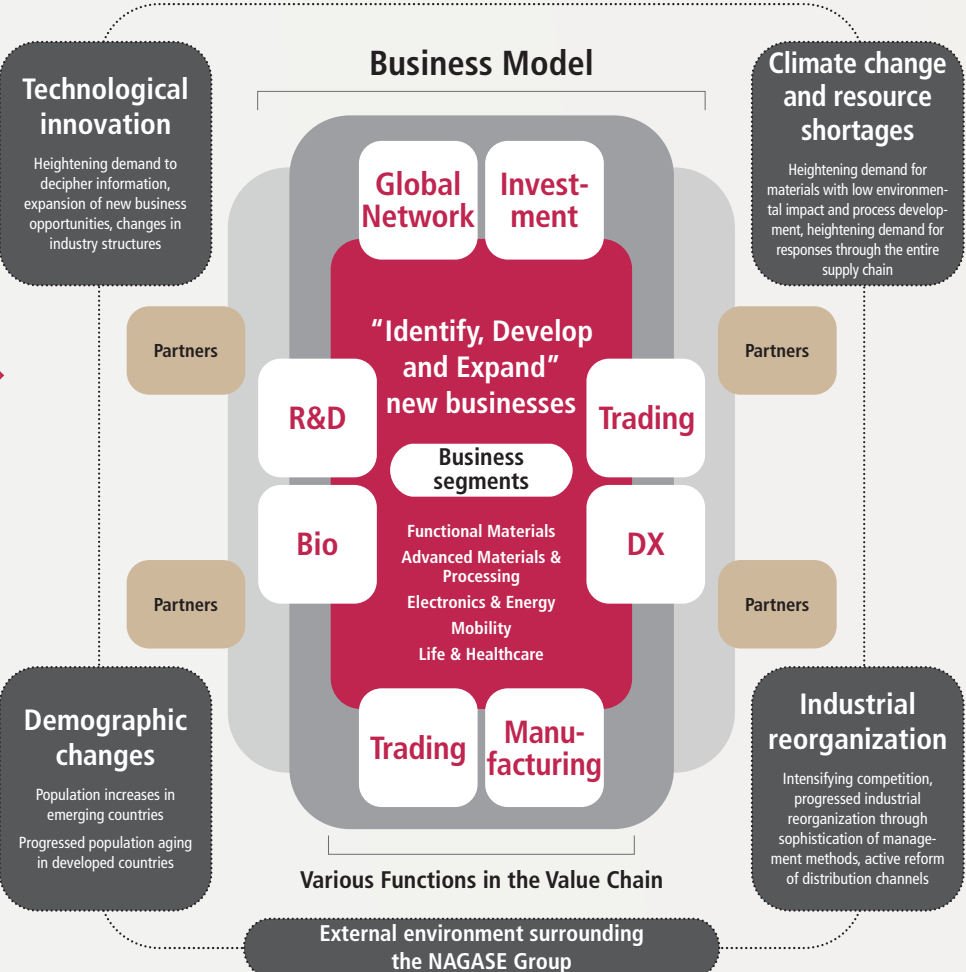 Business Model
Technological
innovation
Heightening demand to
decipher information,
expansion of new business
opportunities, changes in
industry structures
Climate change
and resource
shortages
Heightening demand for
materials with low environmen-
tal impact and process develop-
ment, heightening demand for
responses through the entire
supply chain
Global
Network
Invest-
ment
"Identify, Develop
and Expand"
new businesses
Partners
Partners
R&D
Trading
Business
segments
Bio
DX
Functional Materials
Advanced Materials &
Processing
Electronics & Energy
Mobility
Life & Healthcare
Partners
Partners
Trading
Manu-
facturing
Demographic
changes
Population increases in
emerging countries
Progressed population aging
in developed countries
Industrial
reorganization
Intensifying competition,
progressed industrial
reorganization through
sophistication of manage-
ment methods, active reform
of distribution channels
Various Functions in the Value Chain
External environment surrounding
the NAGASE Group